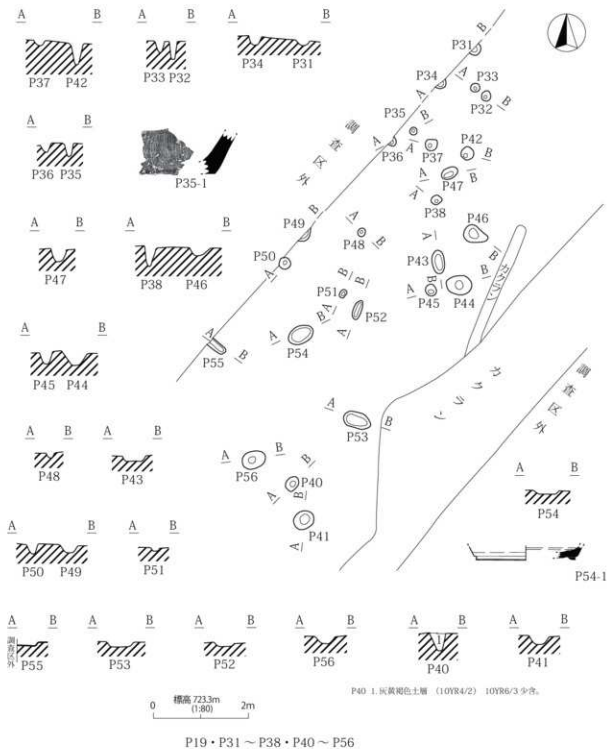 A B A B A B
P37 P42 P33 P32 P34 P31
A B
P36 P35
P35-1
A B A B
P47 P38 P46
A B
P45 P44
A B A B
P48 P43
A B A B
P50 P49 P51
P31
A
P34 P33
B
P32
A
P35 B
A
P36 A P37
P42
B
A B
P47
A
P38
調査区外
B
P49
A
P48 B
P50
A
A
P46
B
P43
B B
A
P45 P44
カクラン
B B
P51
A B
P52
A P54 A
A
P55 B
カクラン
調査区外
A
P53 B
A B
P56
B
P40
A B
P41
A
A B
P54
P54-1
A B A B A B A B A B A B
調査区外
P55 P53 P52 P56 P40 P41
1
P40 1.灰黄褐色土層 (10YR4/2) 10YR6/3 少含。
標高 723.3m
0 (1:80) 2m
P19・P31～P38・P40～P56